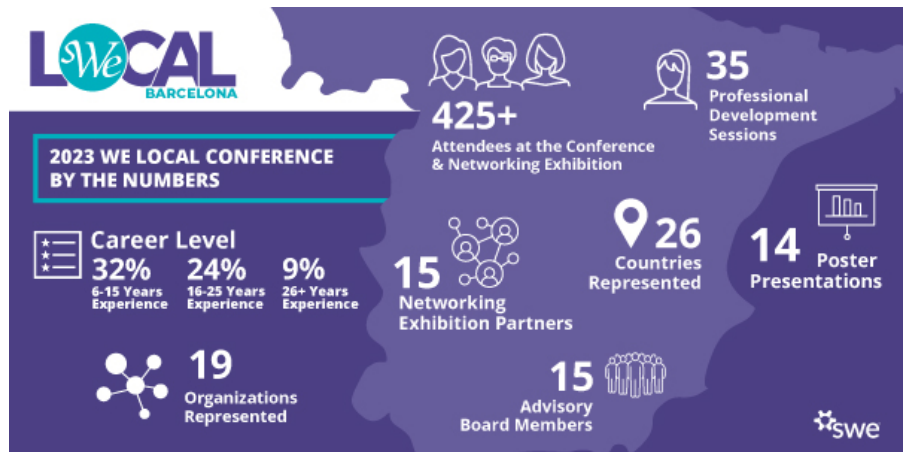 WE LOCAL
BARCELONA
2023 WE LOCAL CONFERENCE
BY THE NUMBERS
425+
Attendees at the Conference
& Networking Exhibition
35
Professional
Development
Sessions
Career Level
32% 24% 9%
6-15 Years 16-25 Years 26+ Years
Experience Experience Experience
15
Networking
Exhibition Partners
26
Countries
Represented
14 Poster
Presentations
19
Organizations
Represented
15
Advisory
Board Members
swe